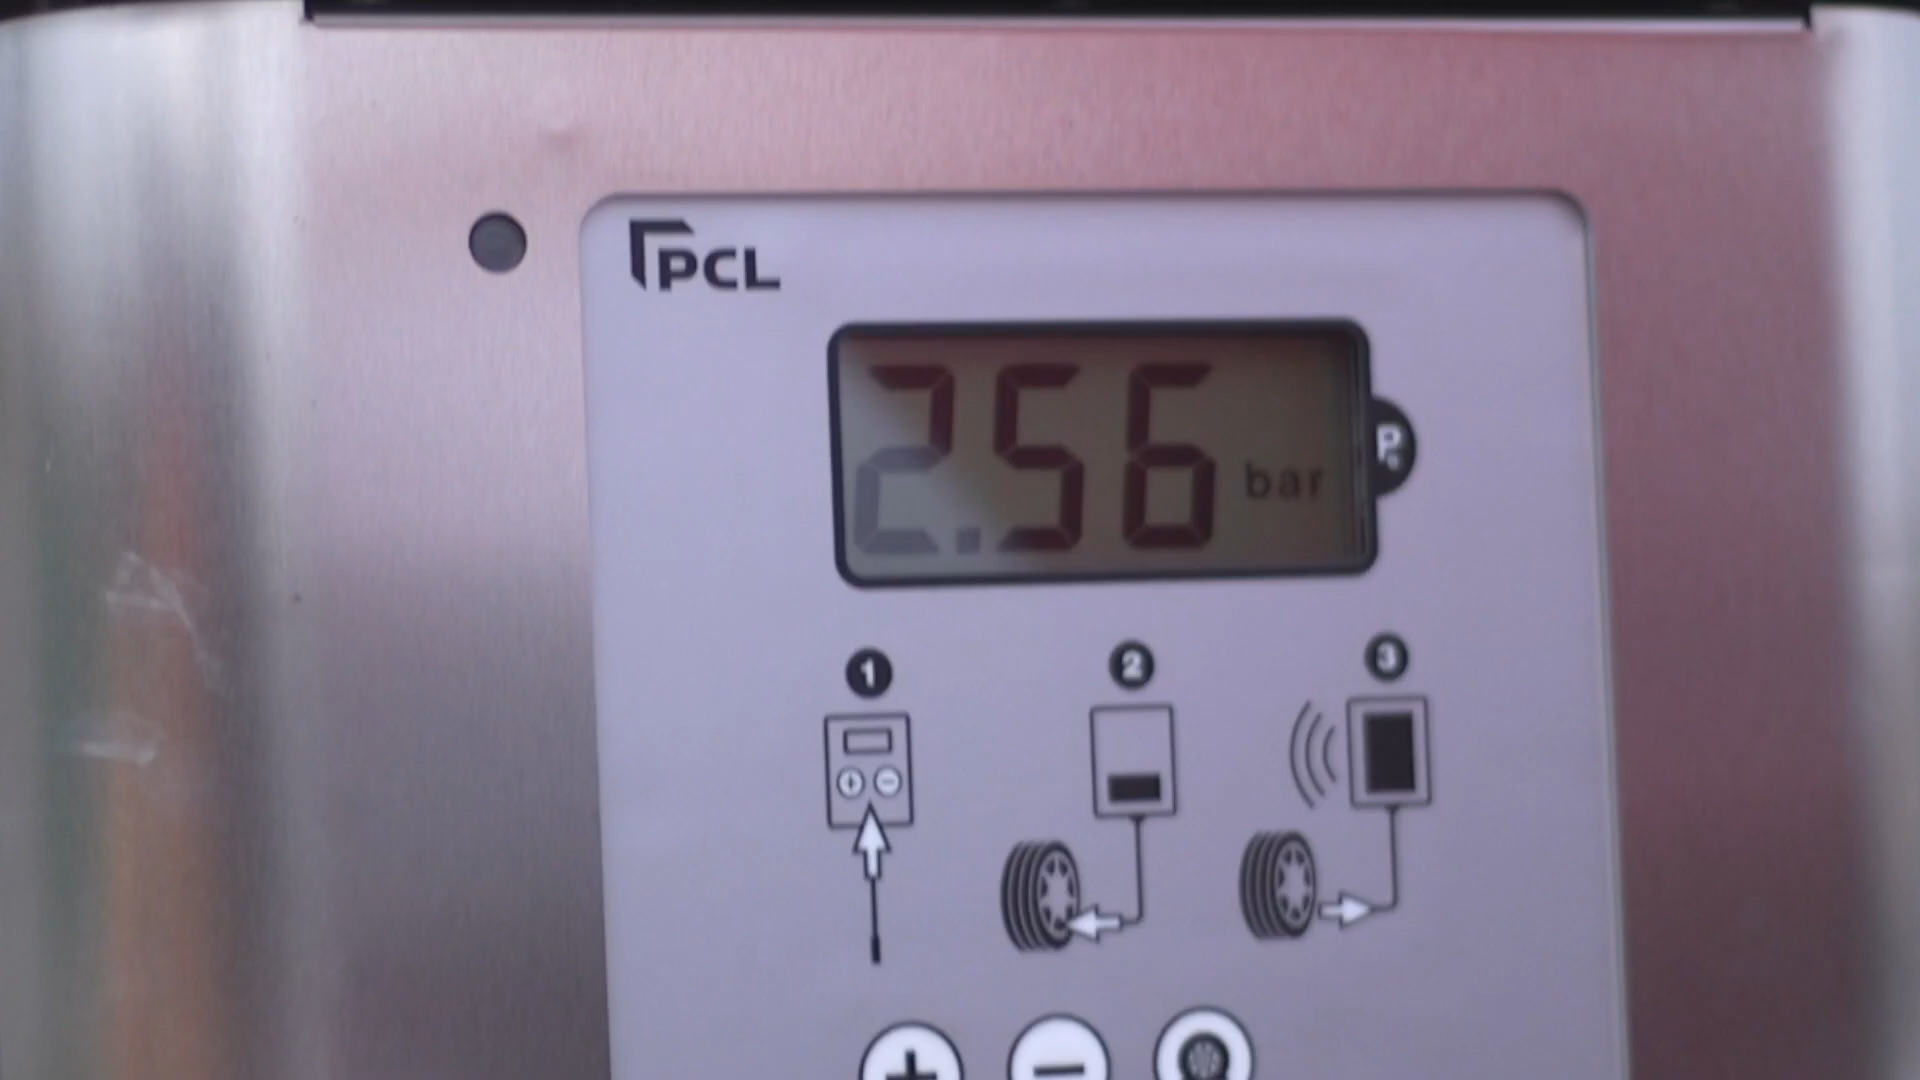 PCL
2.56 bar
P
1 2 3
+ -
+ -